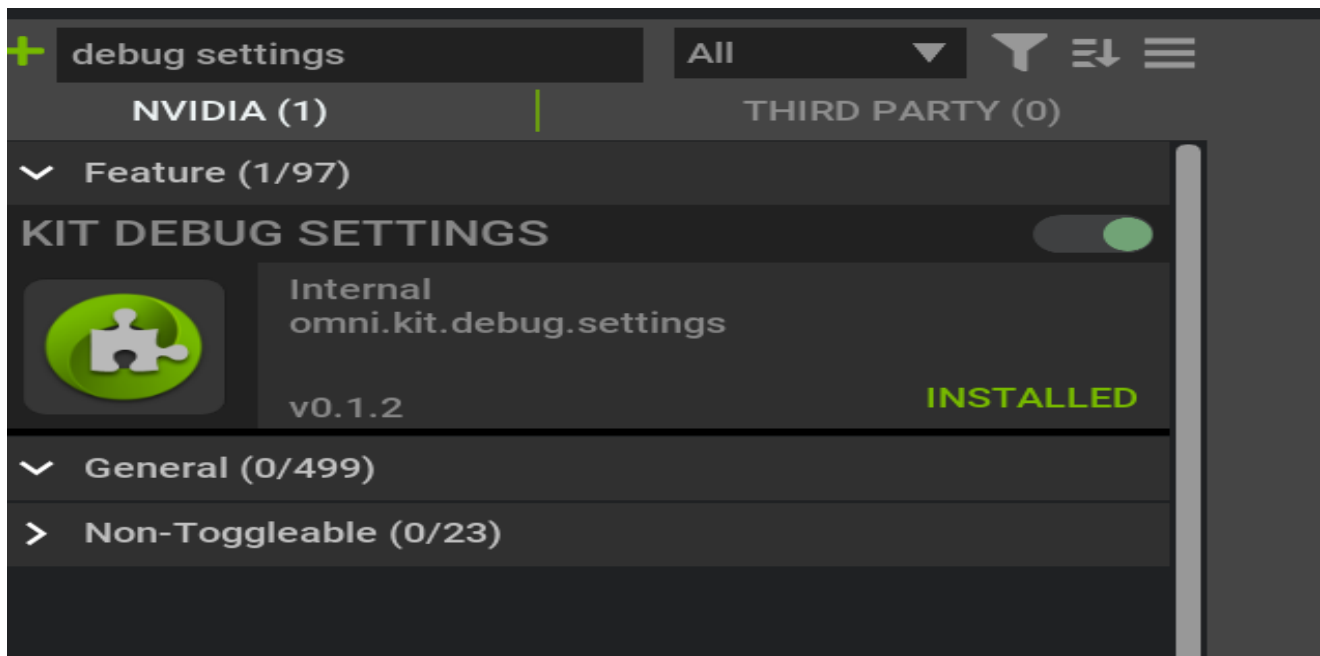 debug settings
All
NVIDIA (1)
THIRD PARTY (0)
Feature (1/97)
KIT DEBUG SETTINGS
Internal
omni.kit.debug.settings
v0.1.2
INSTALLED
General (0/499)
Non-Toggleable (0/23)